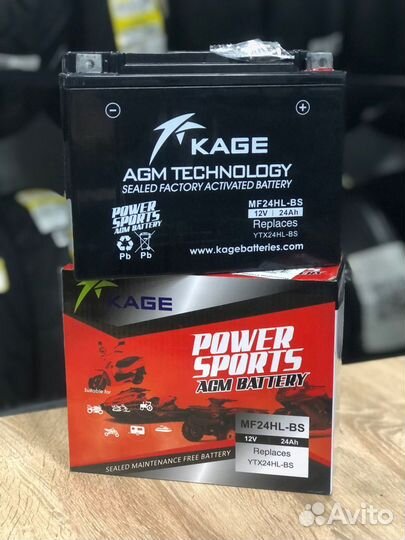 KAGE
AGM TECHNOLOGY
SEALED FACTORY ACTIVATED BATTERY
POWER
SPORTS
AGM BATTERY
MF24HL-BS
12V 24Ah
Replaces
YTX24HL-BS
Pb Pb
www.kagebatteries.com
KAGE
POWER
SPORTS
AGM BATTERY
Suitable for
MF24HL-BS
12V 24Ah
Replaces
YTX24HL-BS
SEALED MAINTENANCE FREE BATTERY
Avito